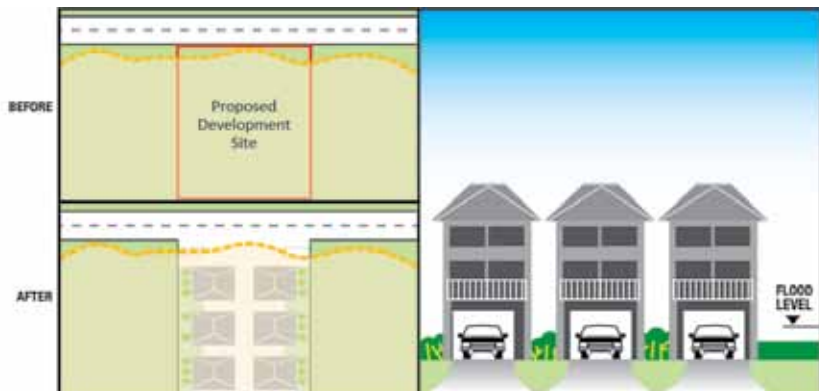 BEFORE
Proposed
Development
Site
AFTER
FLOOD
LEVEL